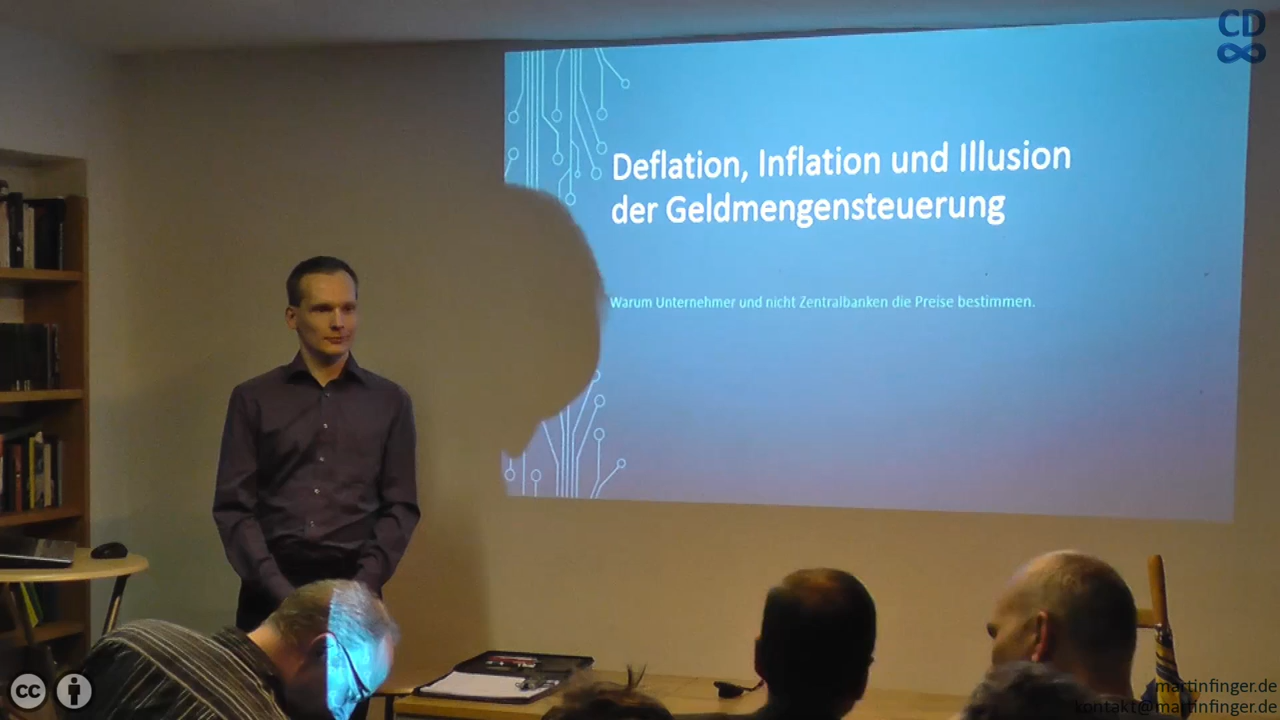 CD
Deflation, Inflation und Illusion
der Geldmengensteuerung
Warum Unternehmer und nicht Zentralbanken die Preise bestimmen.
cc
martinfinger.de
kontakt@martinfinger.de